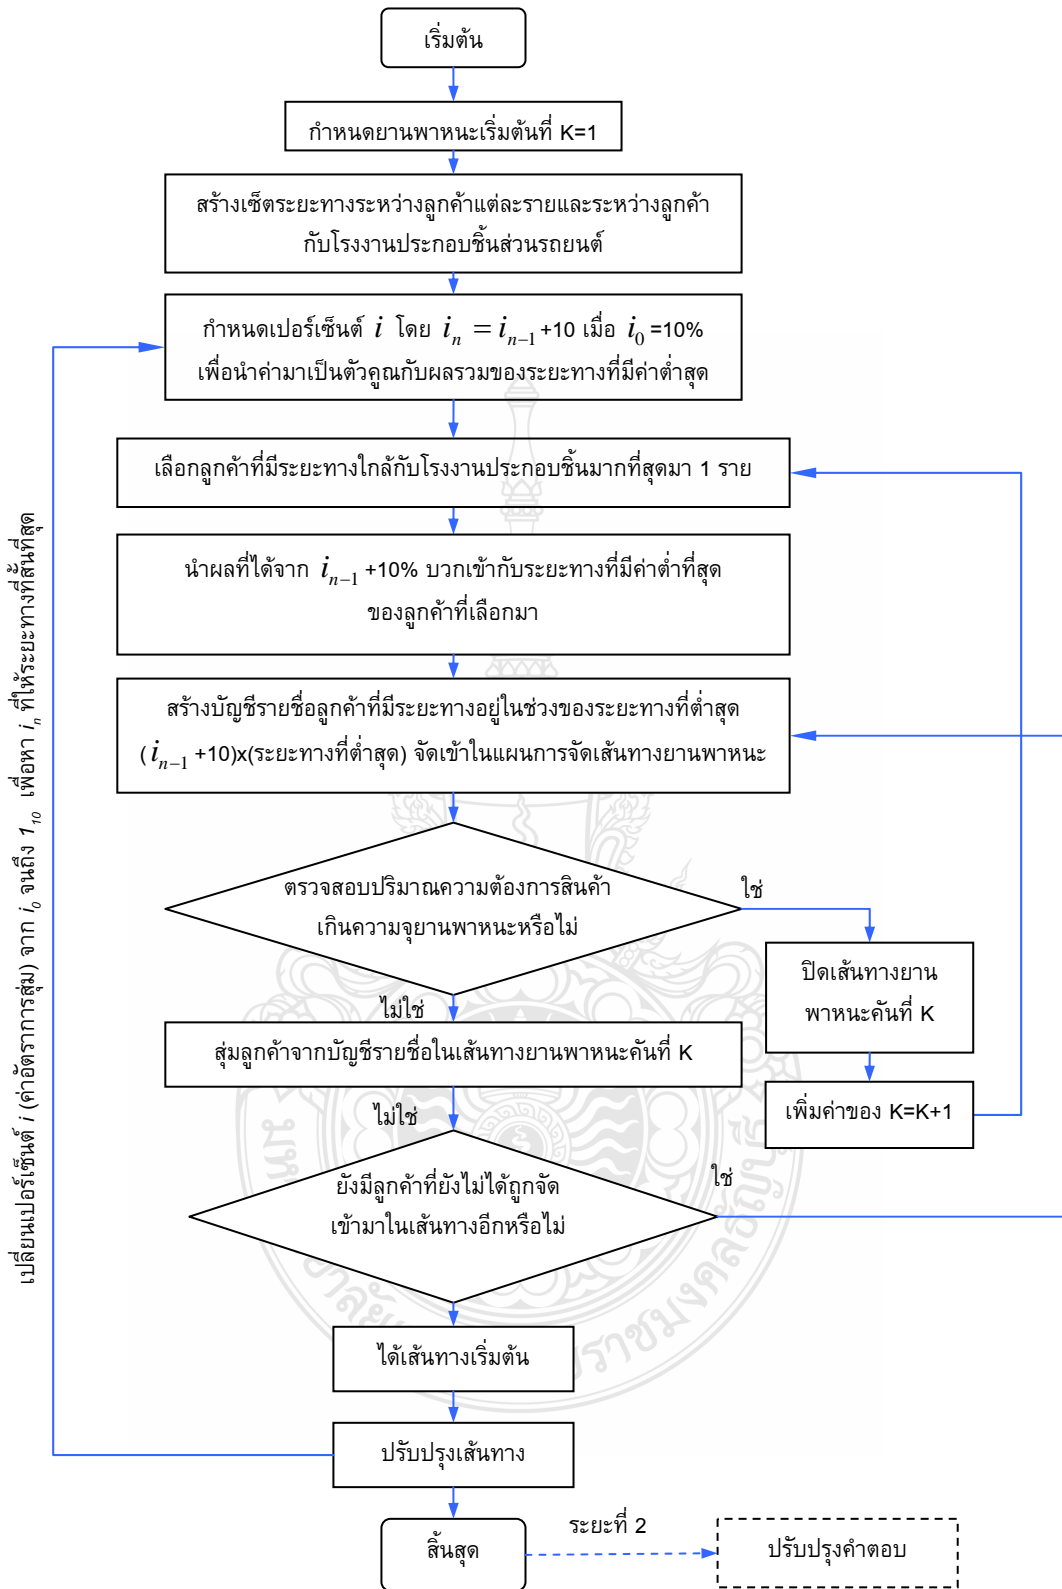 เริ่มต้น
กำหนดยานพาหนะเริ่มต้นที่ K=1
สร้างเซ็ตระยะทางระหว่างลูกค้าแต่ละรายและระหว่างลูกค้า
กับโรงงานประกอบชิ้นส่วนรถยนต์
กำหนดเปอร์เซ็นต์ i โดย iₙ = iₙ₋₁+10 เมื่อ i₀=10%
เพื่อนำค่ามาเป็นตัวคูณกับผลรวมของระยะทางที่มีค่าต่ำสุด
เลือกลูกค้าที่มีระยะทางใกล้กับโรงงานประกอบชิ้นมากที่สุดมา 1 ราย
นำผลที่ได้จาก iₙ₋₁+10% บวกเข้ากับระยะทางที่มีค่าต่ำที่สุด
ของลูกค้าที่เลือกมา
สร้างบัญชีรายชื่อลูกค้าที่มีระยะทางอยู่ในช่วงของระยะทางที่ต่ำสุด
(iₙ₋₁+10)x(ระยะทางที่ต่ำสุด) จัดเข้าในแผนการจัดเส้นทางยานพาหนะ
ตรวจสอบปริมาณความต้องการสินค้า
เกินความจุยานพาหนะหรือไม่
ใช่
ปิดเส้นทางยาน
พาหนะคันที่ K
เพิ่มค่าของ K=K+1
ไม่ใช่
สุ่มลูกค้าจากบัญชีรายชื่อในเส้นทางยานพาหนะคันที่ K
ไม่ใช่
ยังมีลูกค้าที่ยังไม่ได้ถูกจัด
เข้ามาในเส้นทางอีกหรือไม่
ใช่
ได้เส้นทางเริ่มต้น
ปรับปรุงเส้นทาง
สิ้นสุด
ระยะที่ 2
ปรับปรุงคำตอบ
เปลี่ยนเปอร์เซ็นต์ i (ค่าอัตราการสุ่ม) จาก i₀ จนถึง 1₁₀ เพื่อหา iₙ ที่ให้ระยะทางที่สั้นที่สุด